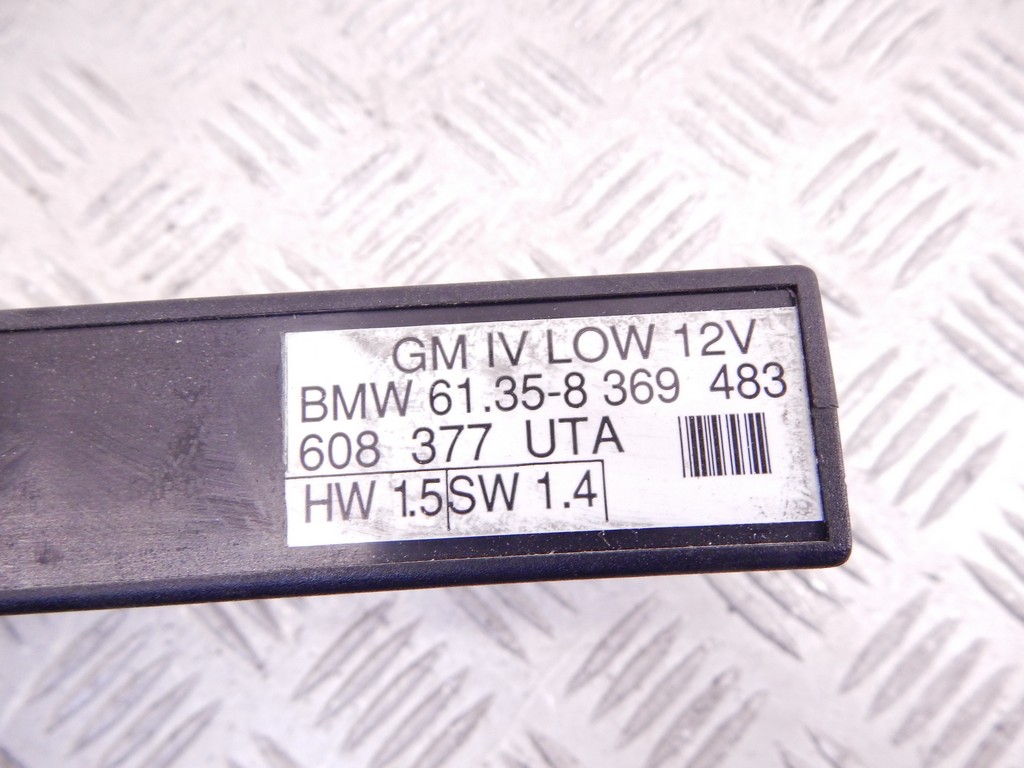 GM IV LOW 12V
BMW 61.35-8 369 483
608 377 UTA
HW 1.5 SW 1.4